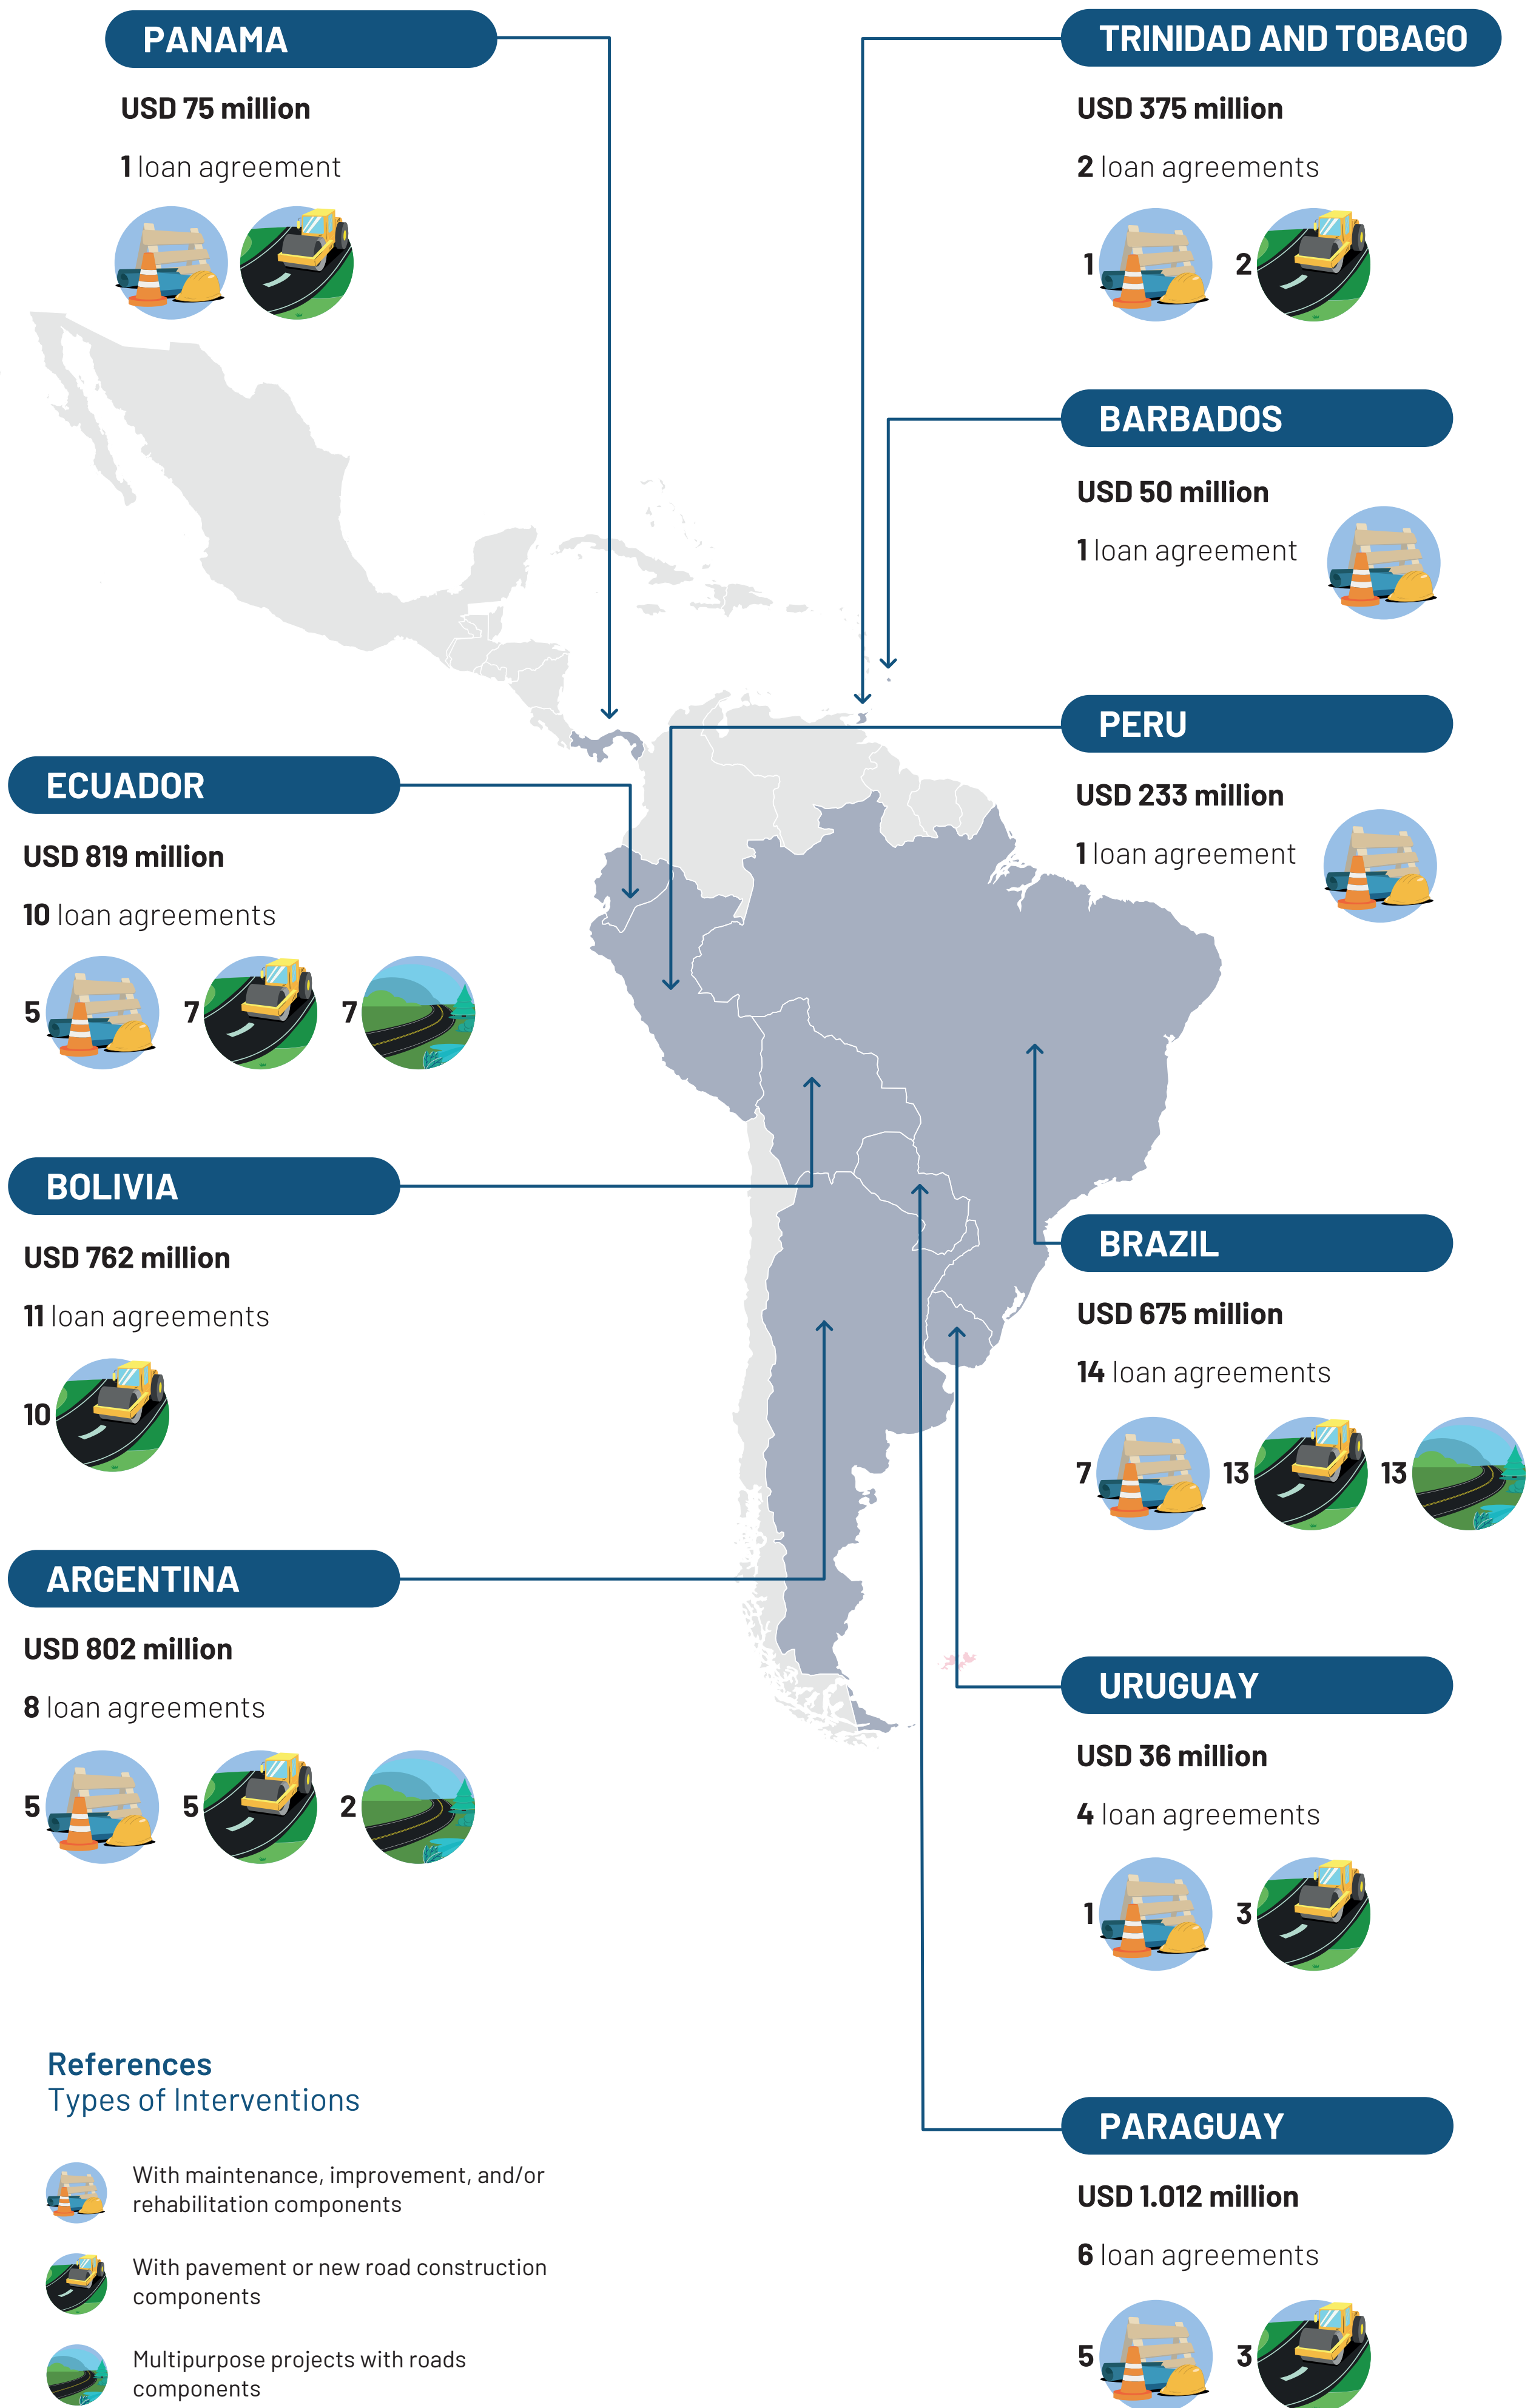 PANAMA
USD 75 million
1 loan agreement
TRINIDAD AND TOBAGO
USD 375 million
2 loan agreements
1
2
BARBADOS
USD 50 million
1 loan agreement
PERU
USD 233 million
1 loan agreement
ECUADOR
USD 819 million
10 loan agreements
5
7
7
BOLIVIA
USD 762 million
11 loan agreements
10
BRAZIL
USD 675 million
14 loan agreements
7
13
13
ARGENTINA
USD 802 million
8 loan agreements
5
5
2
URUGUAY
USD 36 million
4 loan agreements
1
3
PARAGUAY
USD 1.012 million
6 loan agreements
5
3
References
Types of Interventions
With maintenance, improvement, and/or
rehabilitation components
With pavement or new road construction
components
Multipurpose projects with roads
components